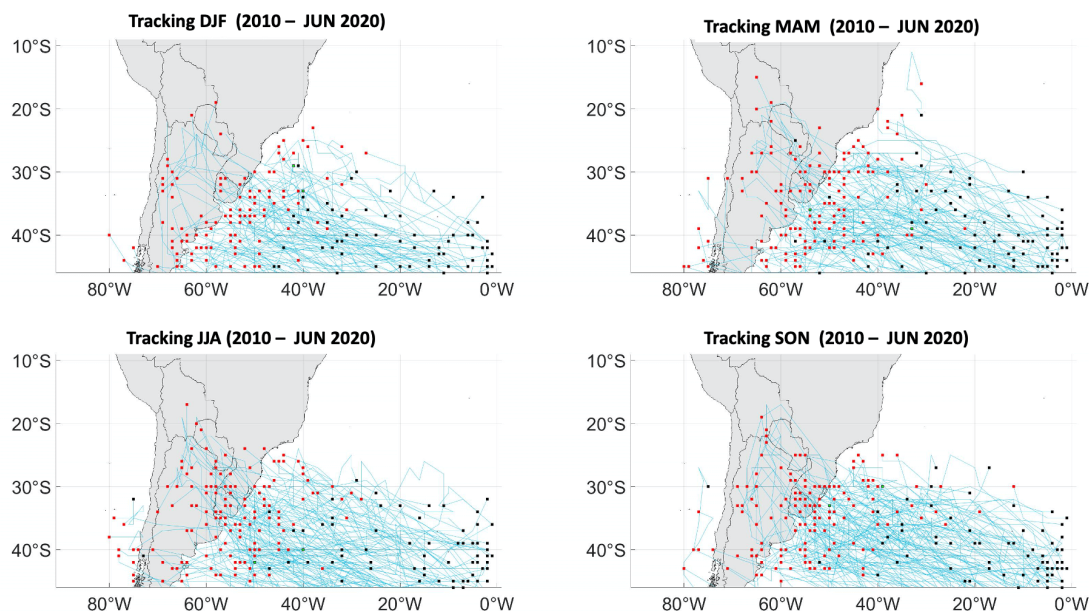 Tracking DJF (2010 – JUN 2020)
10°S
20°S
30°S
40°S
80°W 60°W 40°W 20°W 0°W
Tracking MAM (2010 – JUN 2020)
10°S
20°S
30°S
40°S
80°W 60°W 40°W 20°W 0°W
Tracking JJA (2010 – JUN 2020)
10°S
20°S
30°S
40°S
80°W 60°W 40°W 20°W 0°W
Tracking SON (2010 – JUN 2020)
10°S
20°S
30°S
40°S
80°W 60°W 40°W 20°W 0°W